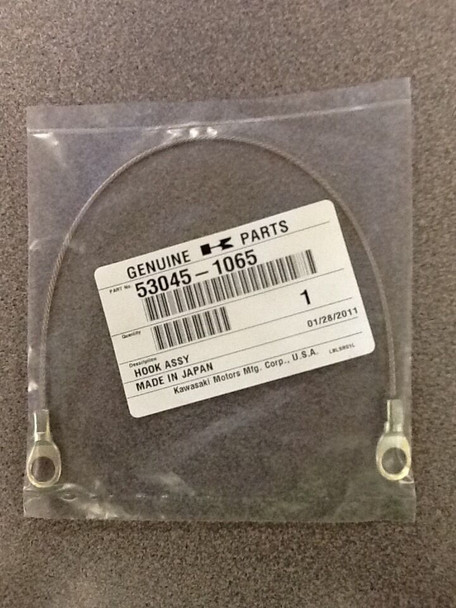 GENUINE K PARTS
PART No. 53045-1065
Quantity 1
01/28/2011
Description
HOOK ASSY
MADE IN JAPAN
Kawasaki Motors Mfg. Corp., U.S.A.